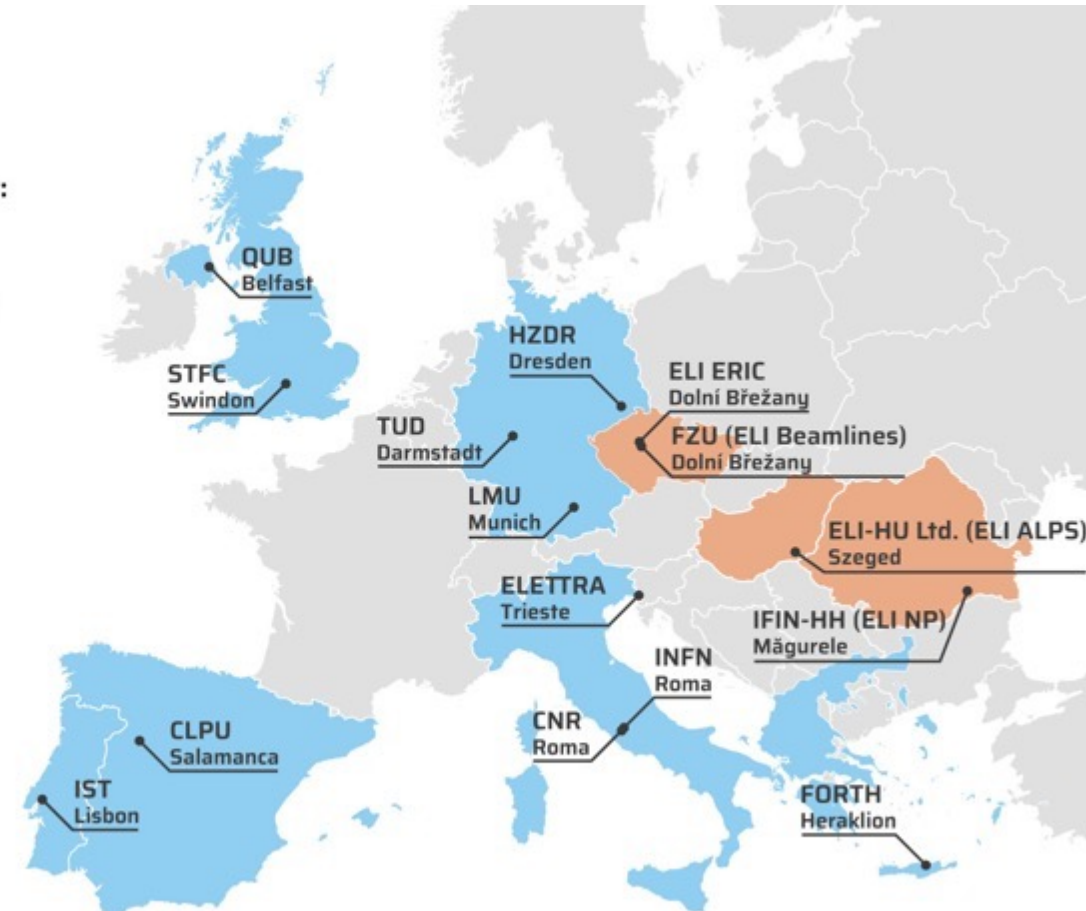 :
QUB
Belfast
HZDR
Dresden
ELI ERIC
Dolní Břežany
STFC
Swindon
TUD
Darmstadt
FZU (ELI Beamlines)
Dolní Břežany
LMU
Munich
ELI-HU Ltd. (ELI ALPS)
Szeged
ELETTRA
Trieste
IFIN-HH (ELI NP)
Măgurele
INFN
Roma
CNR
Roma
CLPU
Salamanca
IST
Lisbon
FORTH
Heraklion